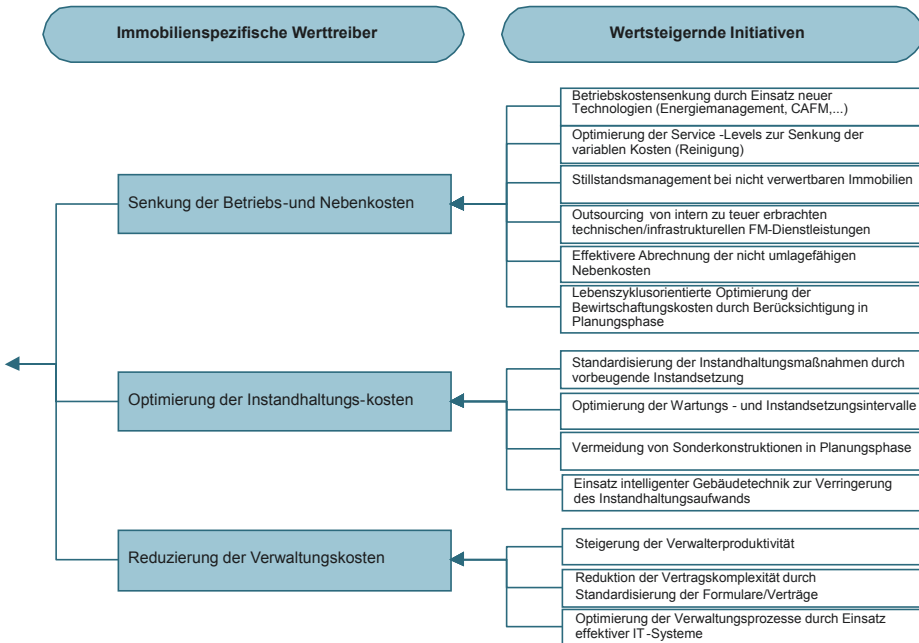 Immobilienspezifische Werttreiber
Wertsteigernde Initiativen
Senkung der Betriebs-und Nebenkosten
Betriebskostensenkung durch Einsatz neuer
Technologien (Energiemanagement, CAFM,...)
Optimierung der Service -Levels zur Senkung der
variablen Kosten (Reinigung)
Stillstandsmanagement bei nicht verwertbaren Immobilien
Outsourcing von intern zu teuer erbrachten
technischen/infrastrukturellen FM-Dienstleistungen
Effektivere Abrechnung der nicht umlagefähigen
Nebenkosten
Lebenszyklusorientierte Optimierung der
Bewirtschaftungskosten durch Berücksichtigung in
Planungsphase
Optimierung der Instandhaltungs-kosten
Standardisierung der Instandhaltungsmaßnahmen durch
vorbeugende Instandsetzung
Optimierung der Wartungs - und Instandsetzungsintervalle
Vermeidung von Sonderkonstruktionen in Planungsphase
Einsatz intelligenter Gebäudetechnik zur Verringerung
des Instandhaltungsaufwands
Reduzierung der Verwaltungskosten
Steigerung der Verwalterproduktivität
Reduktion der Vertragskomplexität durch
Standardisierung der Formulare/Verträge
Optimierung der Verwaltungsprozesse durch Einsatz
effektiver IT-Systeme